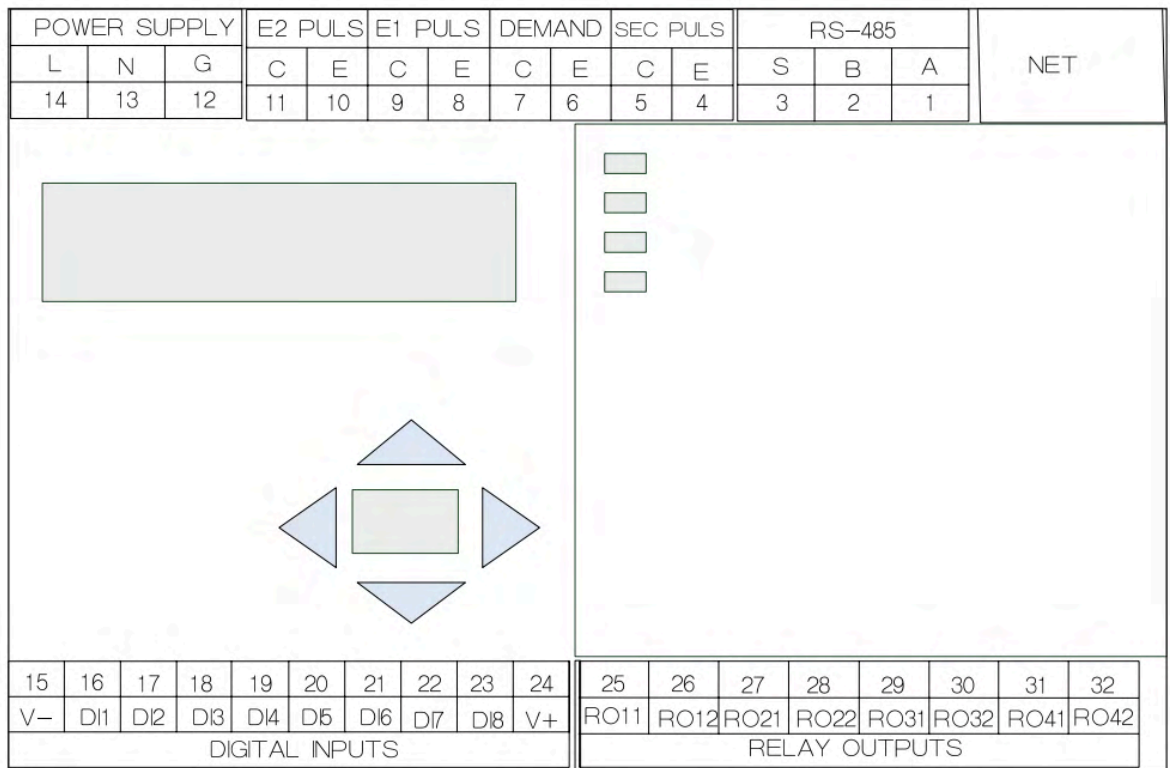 POWER SUPPLY E2 PULS E1 PULS DEMAND SEC PULS RS-485 NET
L N G C E C E C E C E S B A
14 13 12 11 10 9 8 7 6 5 4 3 2 1
15 16 17 18 19 20 21 22 23 24 25 26 27 28 29 30 31 32
V- DI1 DI2 DI3 DI4 DI5 DI6 DI7 DI8 V+ RO11 RO12 RO21 RO22 RO31 RO32 RO41 RO42
DIGITAL INPUTS RELAY OUTPUTS